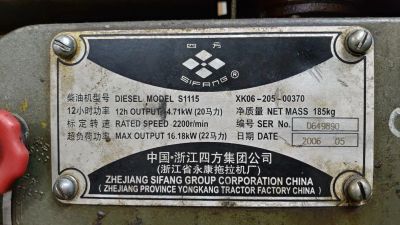 四方
SIFANG®
柴油机型号 DIESEL MODEL S1115 XK06-205-00370
12小时功率 12h OUTPUT 14.71kW (20马力) 净质量 NET MASS 185kg
标定转速 RATED SPEED 2200r/min 编号 SER No. 0649890
超负荷功率 MAX OUTPUT 16.18kW (22马力) 日期 DATE 2006 05
中国·浙江四方集团公司
(浙江省永康拖拉机厂)
ZHEJIANG SIFANG GROUP CORPORATION CHINA
(ZHEJIANG PROVINCE YONGKANG TRACTOR FACTORY CHINA)